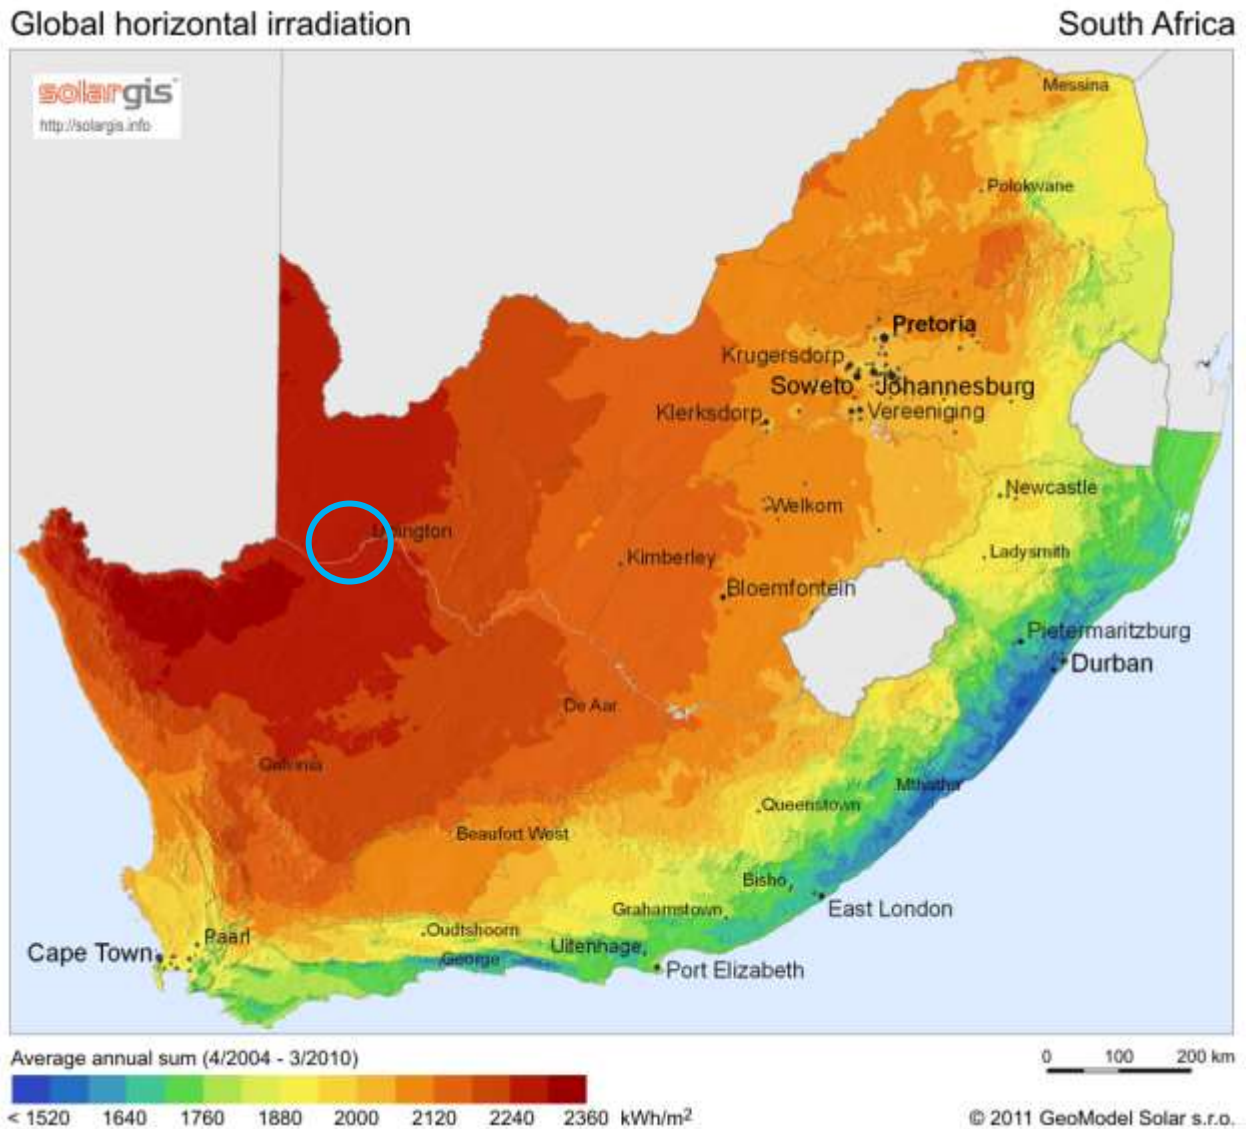 Global horizontal irradiation
South Africa
solargis
http://solargis.info
Messina
Polokwane
Pretoria
Krugersdorp
Soweto
Johannesburg
Klerksdorp
Vereeniging
Newcastle
Welkom
Upington
Ladysmith
Kimberley
Bloemfontein
Pietermaritzburg
Durban
De Aar
Calvinia
Mthatha
Queenstown
Beaufort West
Bisho
East London
Grahamstown
Oudtshoorn
Paarl
Uitenhage
Cape Town
George
Port Elizabeth
Average annual sum (4/2004 - 3/2010)
0 100 200 km
< 1520 1640 1760 1880 2000 2120 2240 2360 kWh/m²
© 2011 GeoModel Solar s.r.o.